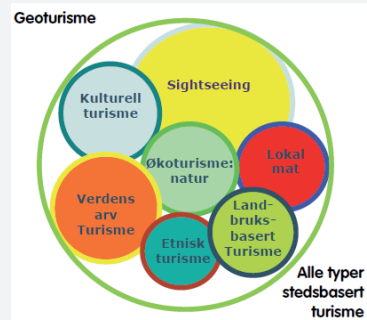 Geoturisme
Sightseeing
Kulturell
turisme
Økoturisme:
natur
Lokal
mat
Verdens
arv
Turisme
Land-
bruks-
basert
Turisme
Etnisk
turisme
Alle typer
stedsbasert
turisme